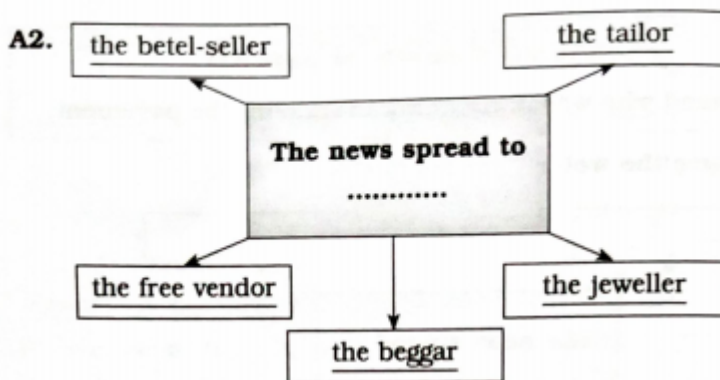 A2.
the betel-seller
the tailor
The news spread to
............
the free vendor
the jeweller
the beggar